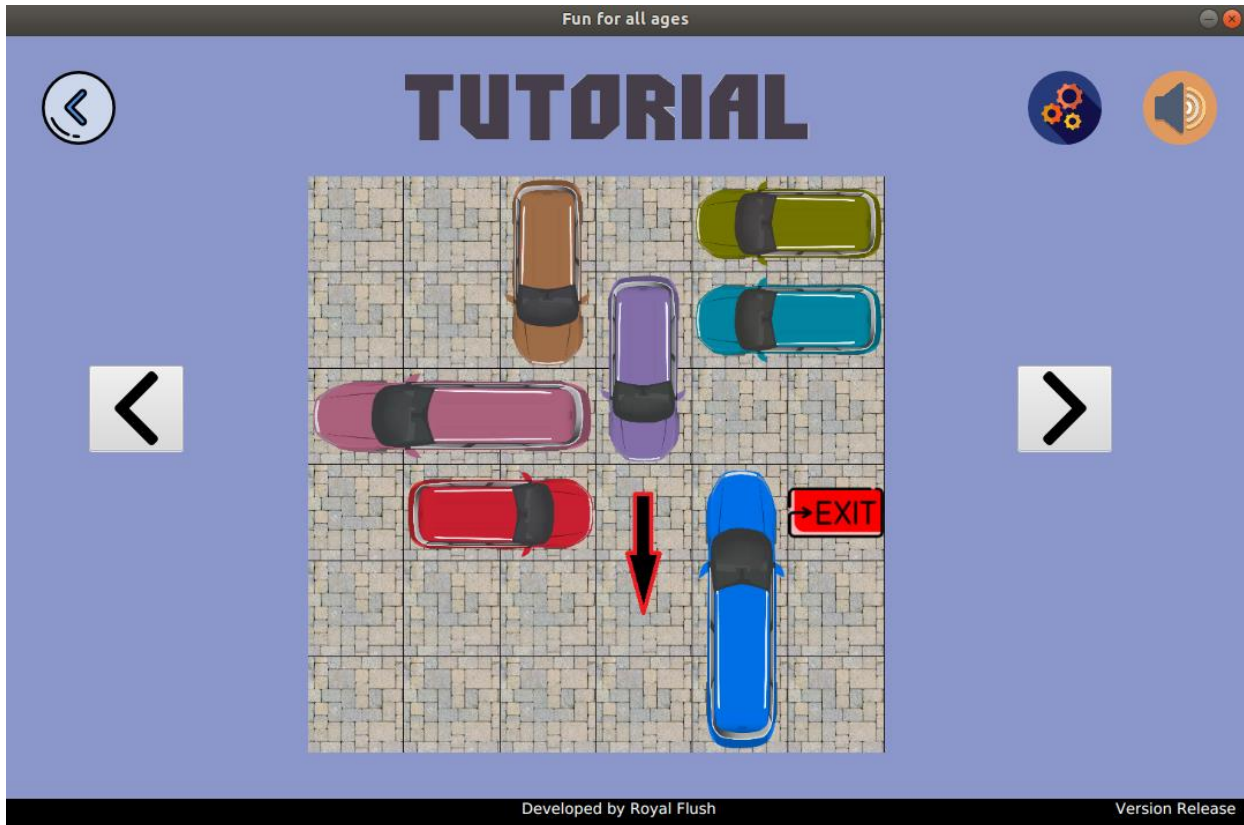 Fun for all ages
TUTORIAL
EXIT
Developed by Royal Flush
Version Release